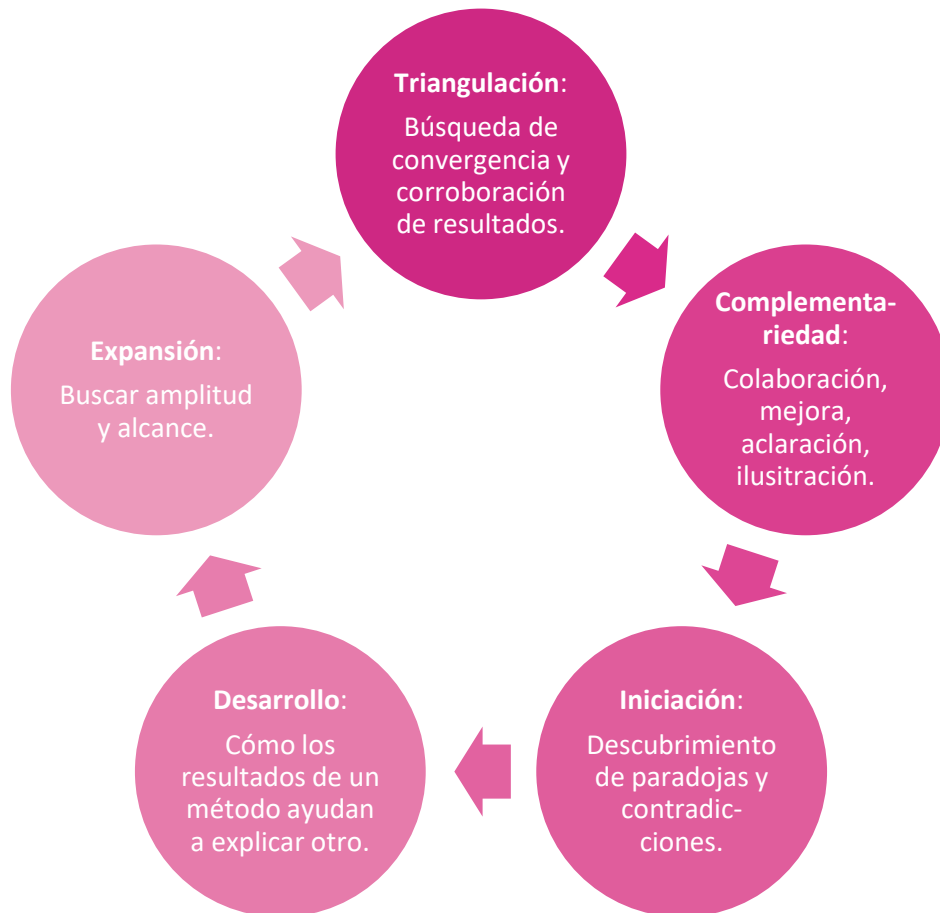 Triangulación:
Búsqueda de
convergencia y
corroboración
de resultados.
Complementa-
riedad:
Colaboración,
mejora,
aclaración,
ilusitración.
Iniciación:
Descubrimiento
de paradojas y
contradic-
ciones.
Desarrollo:
Cómo los
resultados de un
método ayudan
a explicar otro.
Expansión:
Buscar amplitud
y alcance.